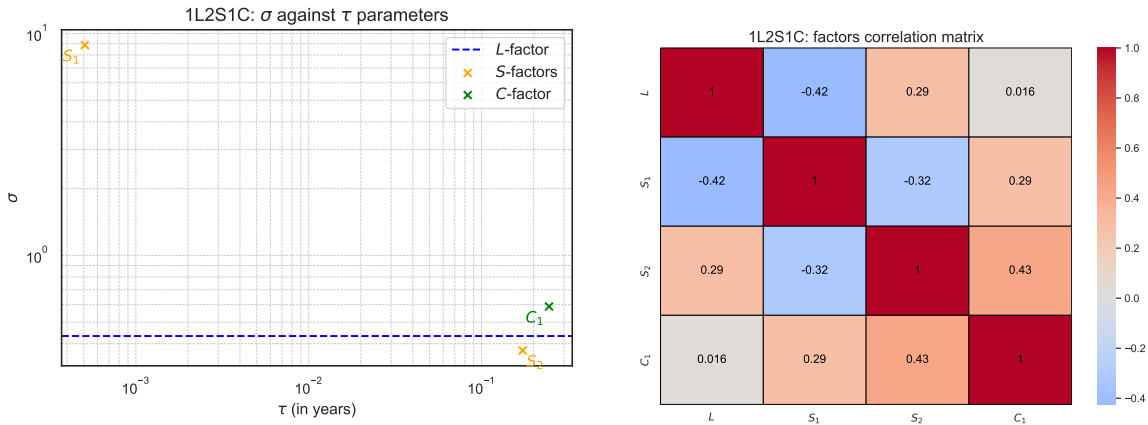 1L2S1C: σ against τ parameters
10¹
10⁰
σ
S₁
C₁
S₂
L-factor
S-factors
C-factor
10⁻³ 10⁻² 10⁻¹
τ (in years)
1L2S1C: factors correlation matrix
L 1 -0.42 0.29 0.016
S₁ -0.42 1 -0.32 0.29
S₂ 0.29 -0.32 1 0.43
C₁ 0.016 0.29 0.43 1
L S₁ S₂ C₁
1.0
0.8
0.6
0.4
0.2
0.0
−0.2
−0.4